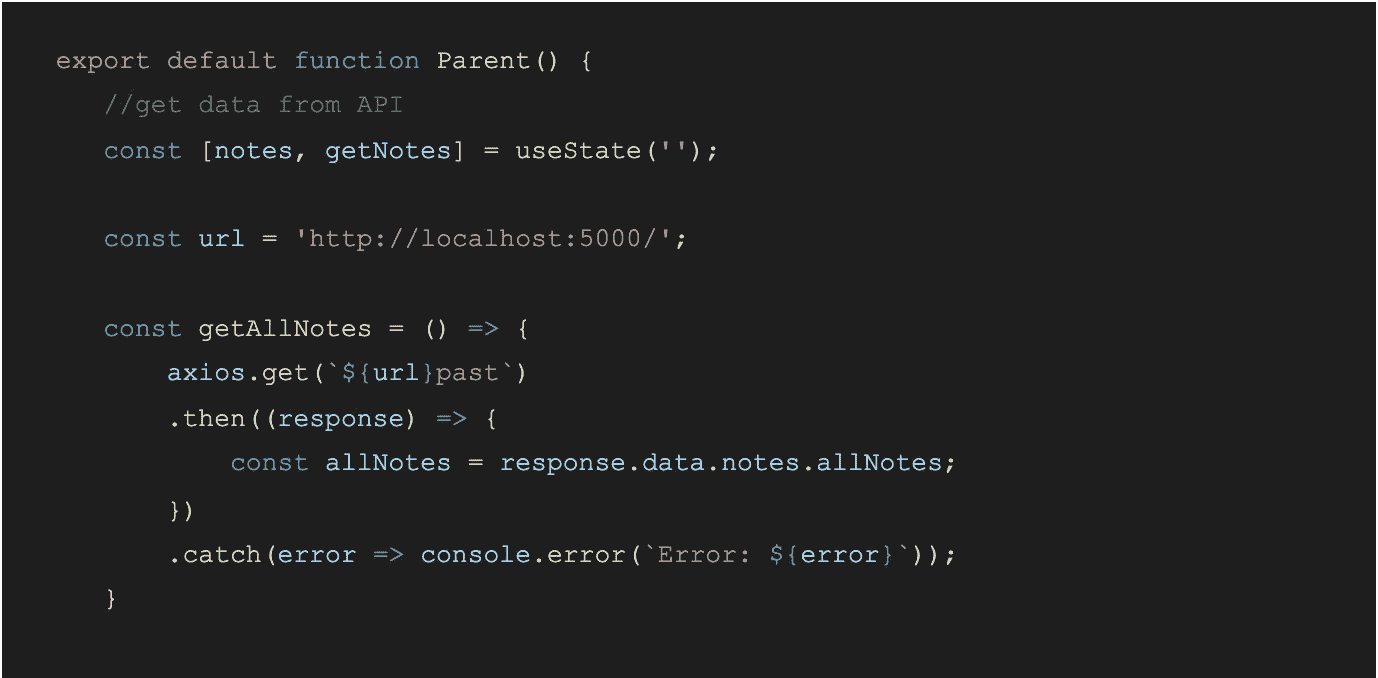 export default function Parent() {
//get data from API
const [notes, getNotes] = useState('');
const url = 'http://localhost:5000/';
const getAllNotes = () => {
axios.get(`${url}past`)
.then((response) => {
const allNotes = response.data.notes.allNotes;
})
.catch(error => console.error(`Error: ${error}`));
}